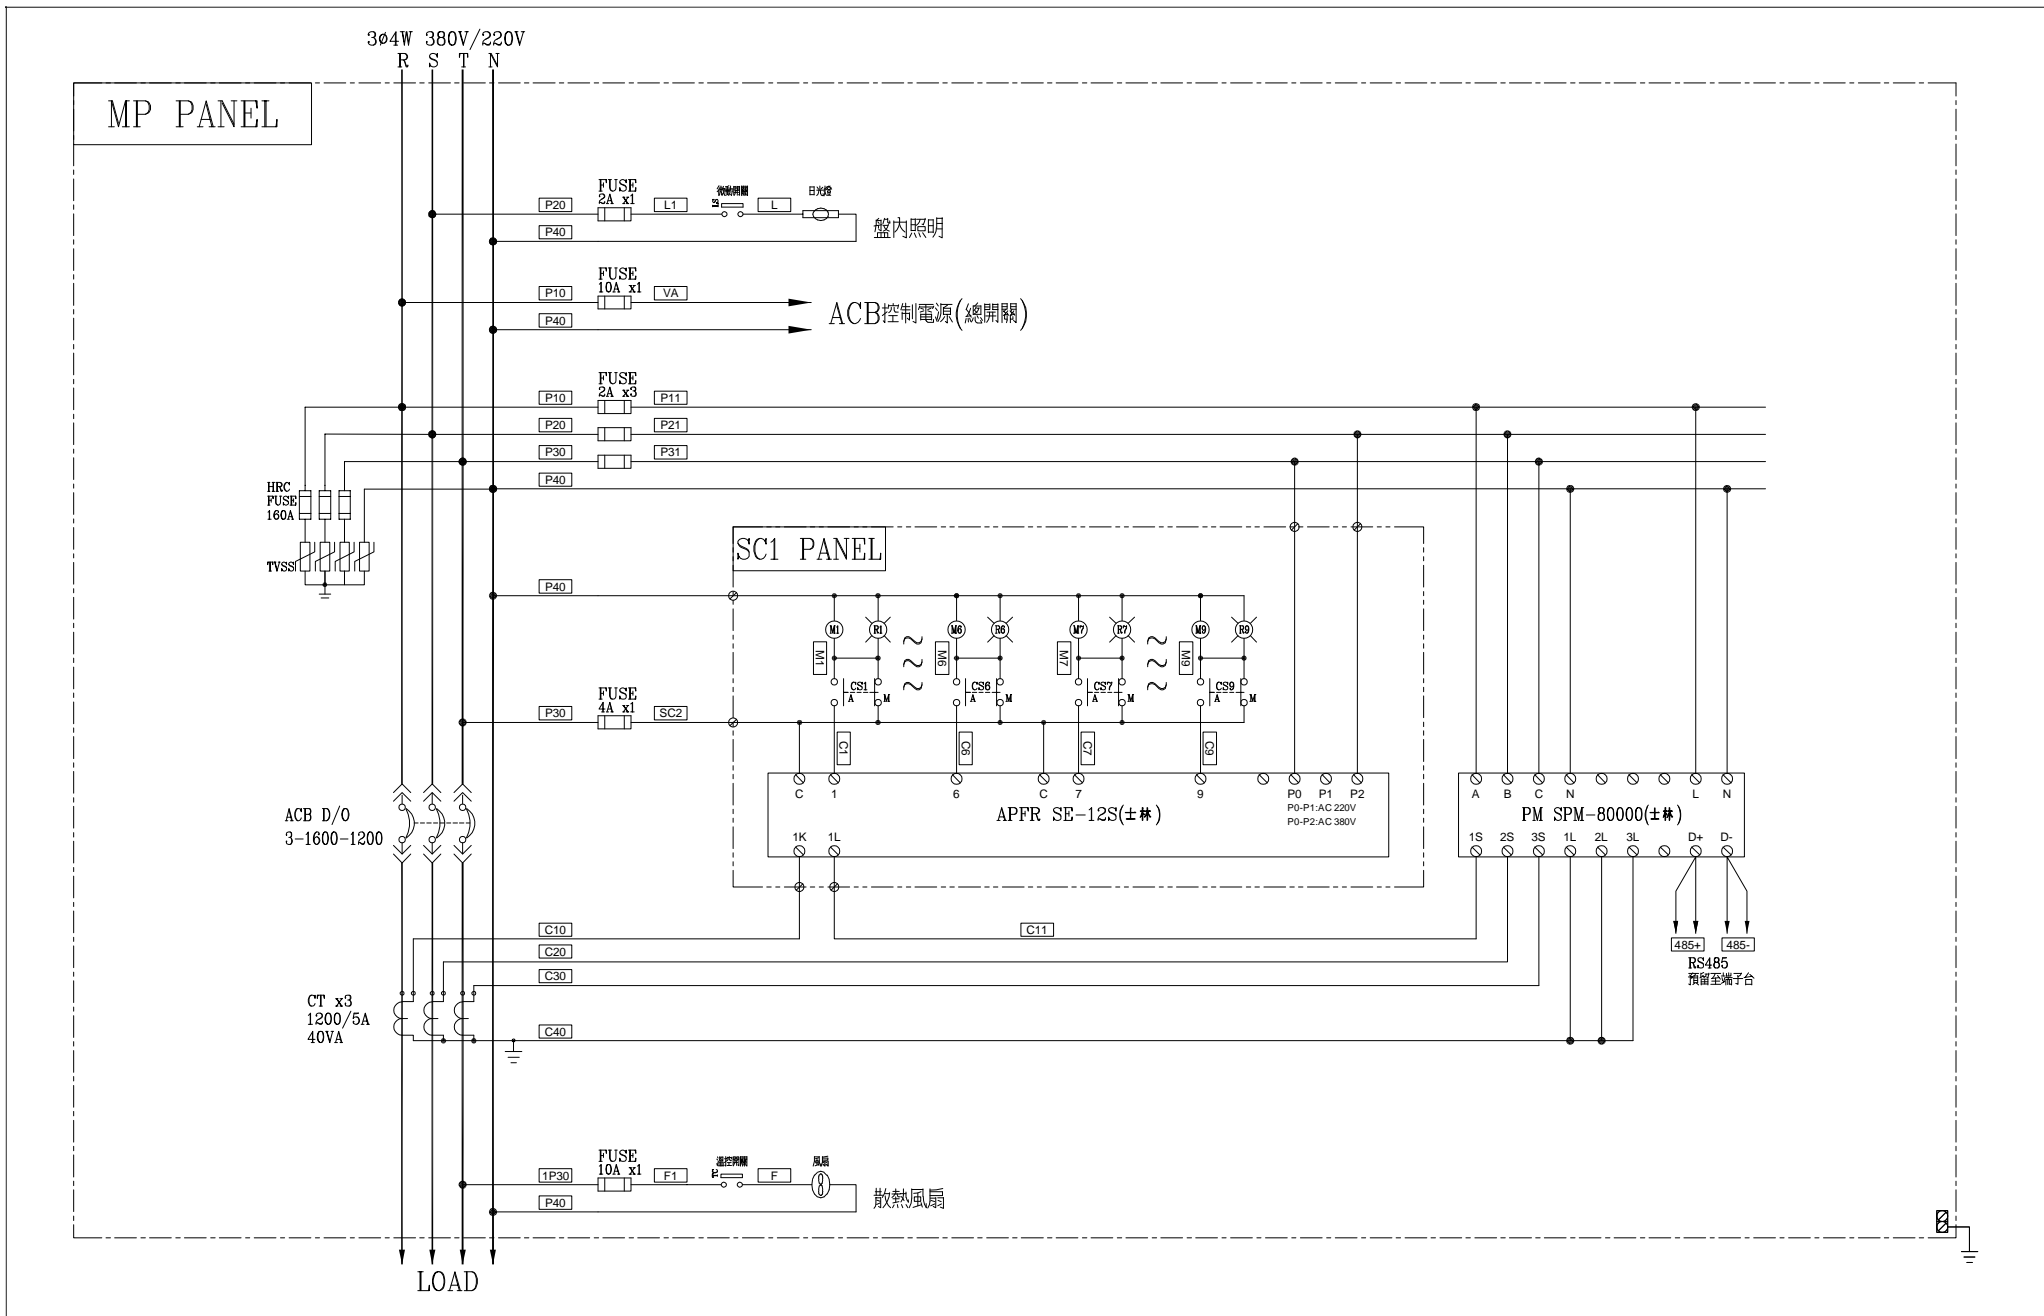 3ø4W 380V/220V
R S T N
MP PANEL
FUSE
2A x1
P20
L1
微動開關
LS
L
日光燈
P40
盤內照明
FUSE
10A x1
P10
VA
P40
ACB控制電源(總開關)
FUSE
2A x3
P10
P11
P20
P21
P30
P31
P40
HRC
FUSE
160A
TVSS
SC1 PANEL
P40
M1 R1 M6 R6 M7 R7 M9 R9
M1 M6 M7 M9
CS1 CS6 CS7 CS9
A M A M A M A M
FUSE
4A x1
P30
SC2
C1 C6 C7 C9
C 1 6 C 7 9 P0 P1 P2
APFR SE-12S(士林)
P0-P1:AC 220V
P0-P2:AC 380V
1K 1L
A B C N L N
PM SPM-80000(士林)
1S 2S 3S 1L 2L 3L D+ D-
ACB D/O
3-1600-1200
C10
C11
C20
C30
485+ 485-
RS485
預留至端子台
CT x3
1200/5A
40VA
C40
FUSE
10A x1
1P30
F1
溫控開關
F
風扇
P40
散熱風扇
LOAD